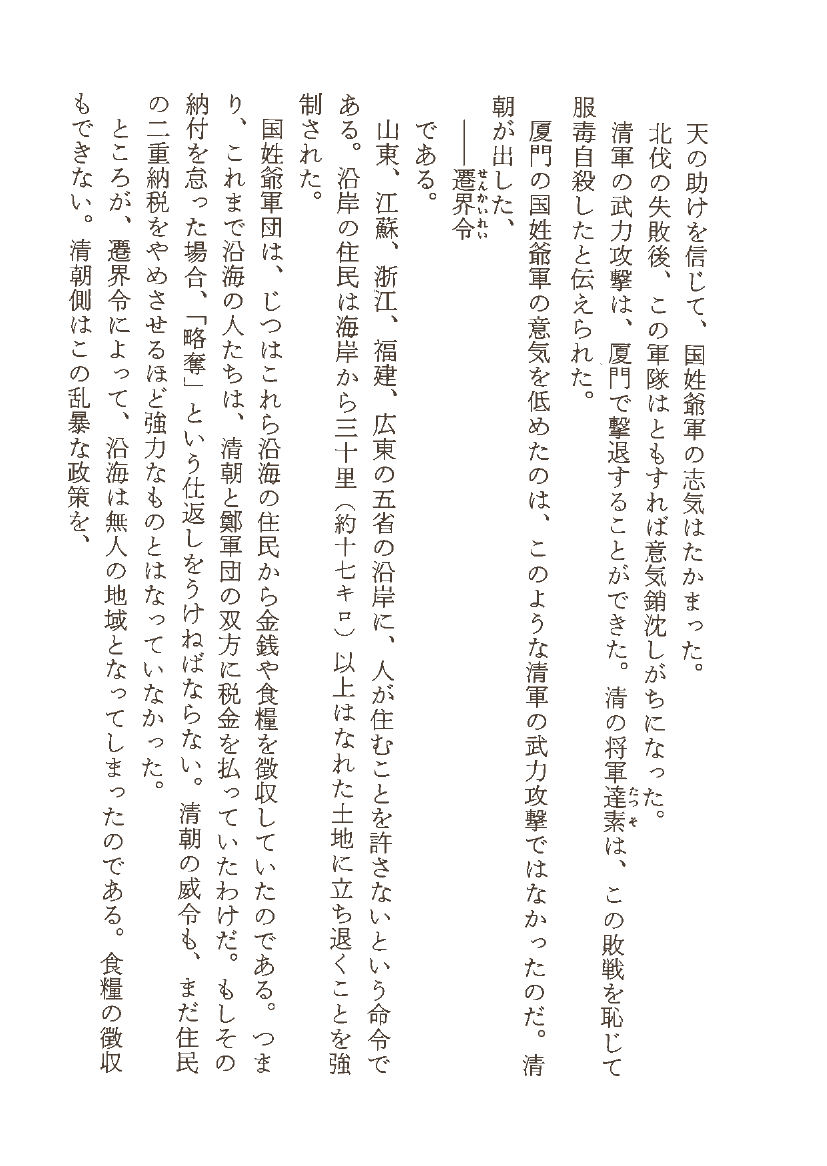 天の助けを信じて、国姓爺軍の志気はたかまった。
北伐の失敗後、この軍隊はともすれば意気銷沈しがちになった。
清軍の武力攻撃は、厦門で撃退することができた。清の将軍達素は、この敗戦を恥じて
たつそ
服毒自殺したと伝えられた。
厦門の国姓爺軍の意気を低めたのは、このような清軍の武力攻撃ではなかったのだ。清
朝が出した、
――遷界令
せんかいれい
である。
山東、江蘇、浙江、福建、広東の五省の沿岸に、人が住むことを許さないという命令で
ある。沿岸の住民は海岸から三十里（約十七キロ）以上はなれた土地に立ち退くことを強
制された。
国姓爺軍団は、じつはこれら沿海の住民から金銭や食糧を徴収していたのである。つま
り、これまで沿海の人たちは、清朝と鄭軍団の双方に税金を払っていたわけだ。もしその
納付を怠った場合、「略奪」という仕返しをうけねばならない。清朝の威令も、まだ住民
の二重納税をやめさせるほど強力なものとはなっていなかった。
ところが、遷界令によって、沿海は無人の地域となってしまったのである。食糧の徴収
もできない。清朝側はこの乱暴な政策を、